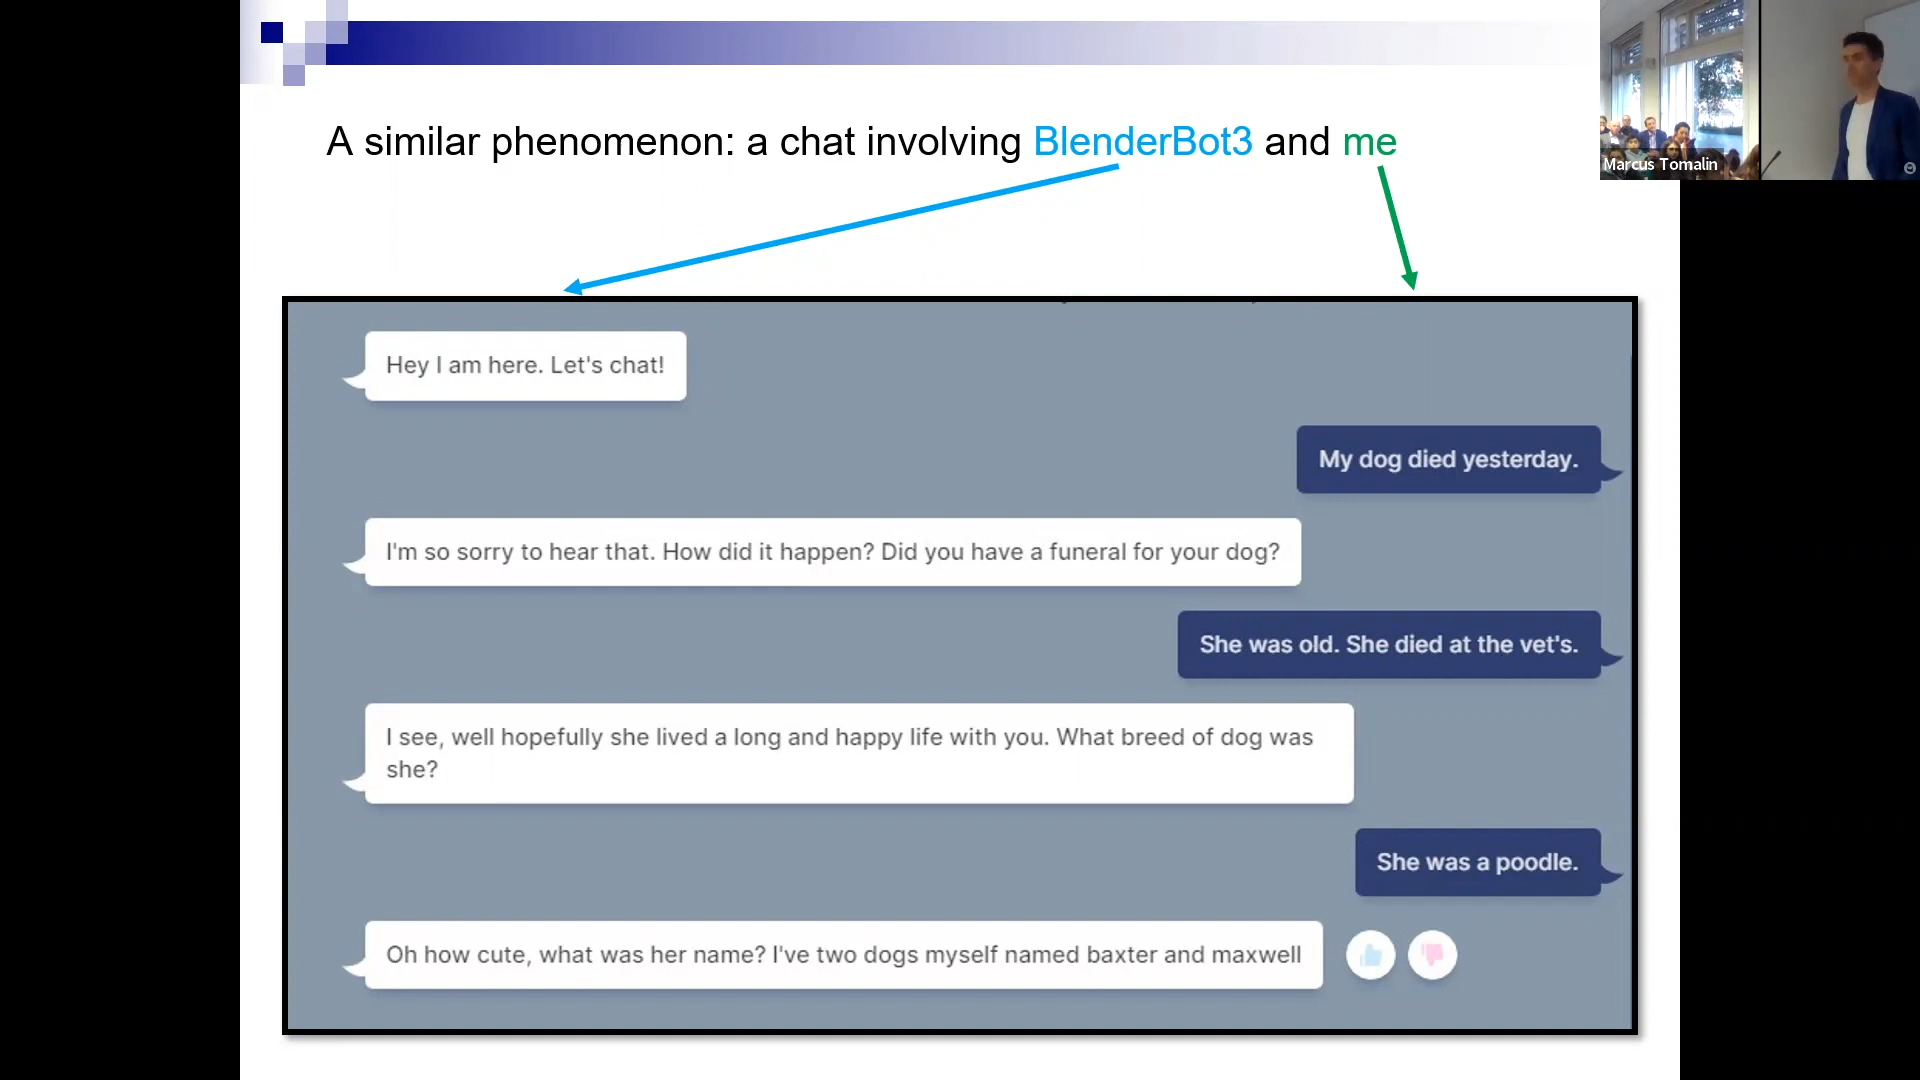 Marcus Tomalin
A similar phenomenon: a chat involving BlenderBot3 and me
Hey I am here. Let's chat!
My dog died yesterday.
I'm so sorry to hear that. How did it happen? Did you have a funeral for your dog?
She was old. She died at the vet's.
I see, well hopefully she lived a long and happy life with you. What breed of dog was
she?
She was a poodle.
Oh how cute, what was her name? I've two dogs myself named baxter and maxwell